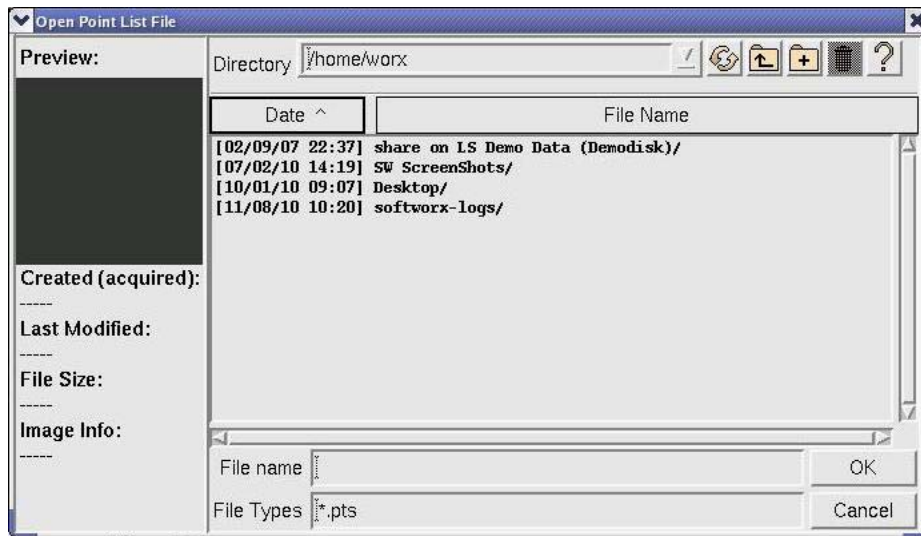 Open Point List File
Preview:
Directory /home/worx
Date ^ File Name
[02/09/07 22:37] share on LS Demo Data (Demodisk)/
[07/02/10 14:19] SW ScreenShots/
[10/01/10 09:07] Desktop/
[11/08/10 10:20] softworx-logs/
Created (acquired):
-----
Last Modified:
-----
File Size:
-----
Image Info:
-----
File name OK
File Types *.pts Cancel